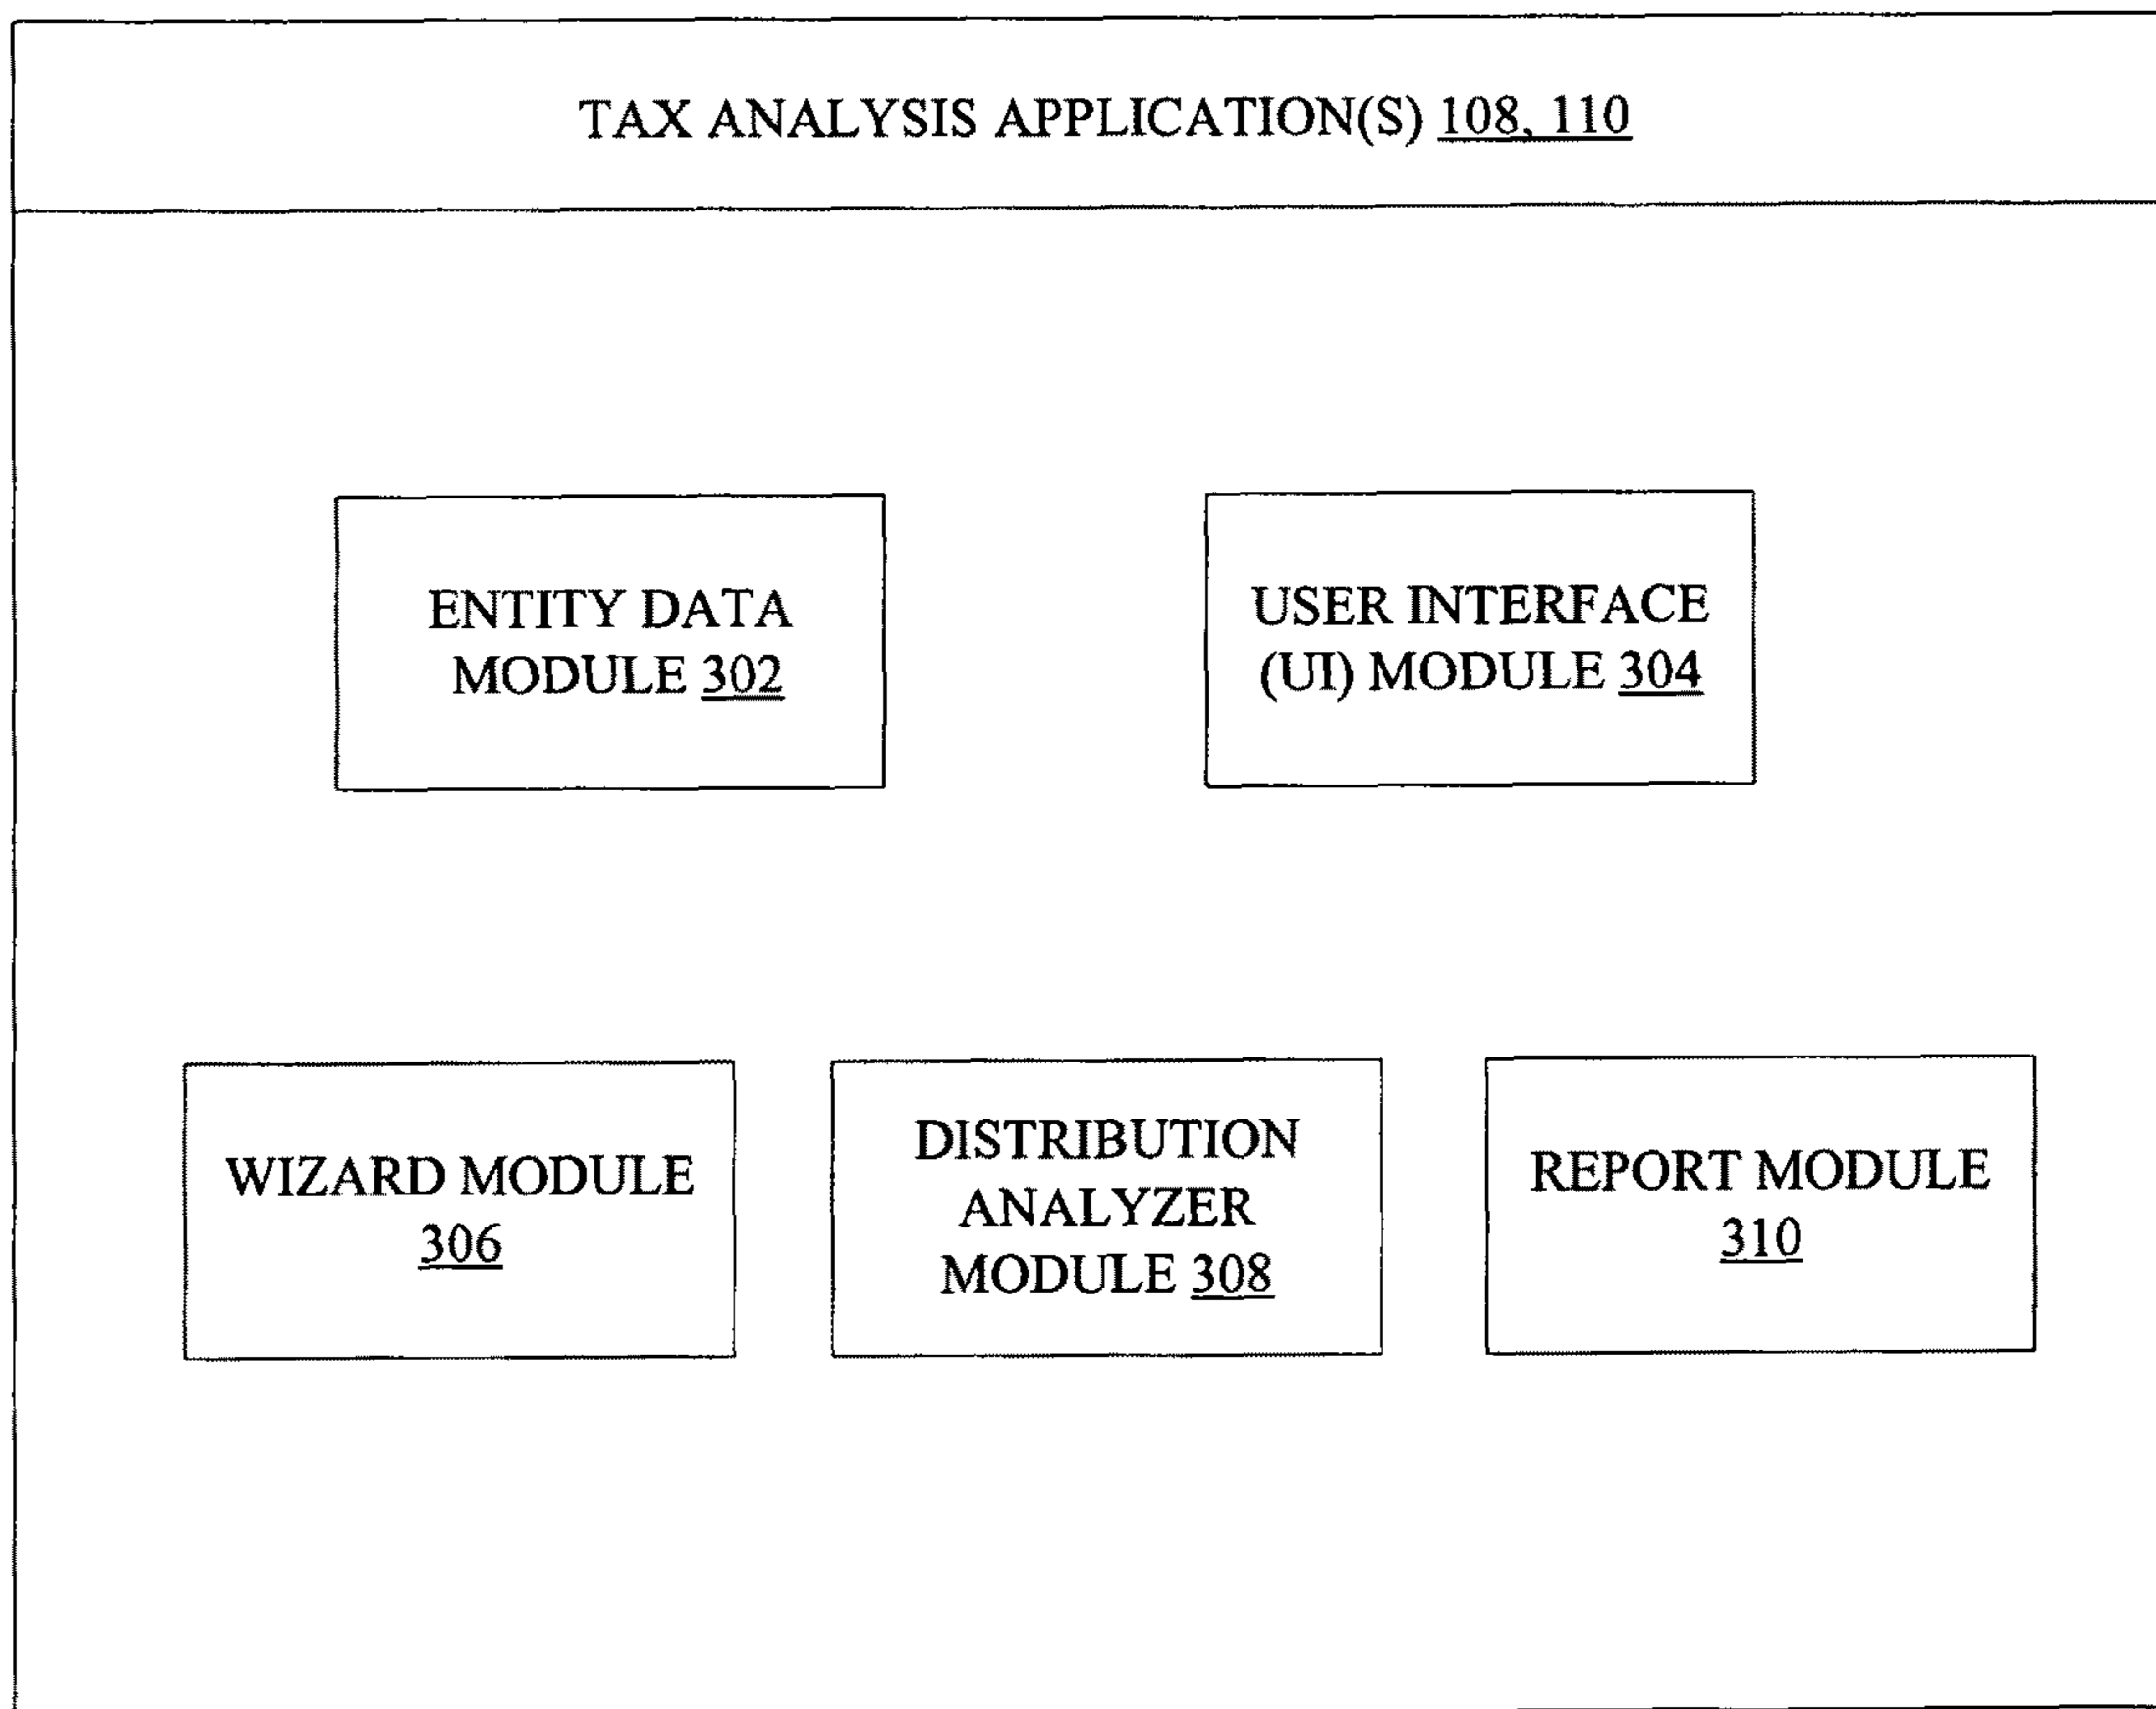 TAX ANALYSIS APPLICATION(S) 108, 110
ENTITY DATA
MODULE 302
USER INTERFACE
(UI) MODULE 304
WIZARD MODULE
306
DISTRIBUTION
ANALYZER
MODULE 308
REPORT MODULE
310